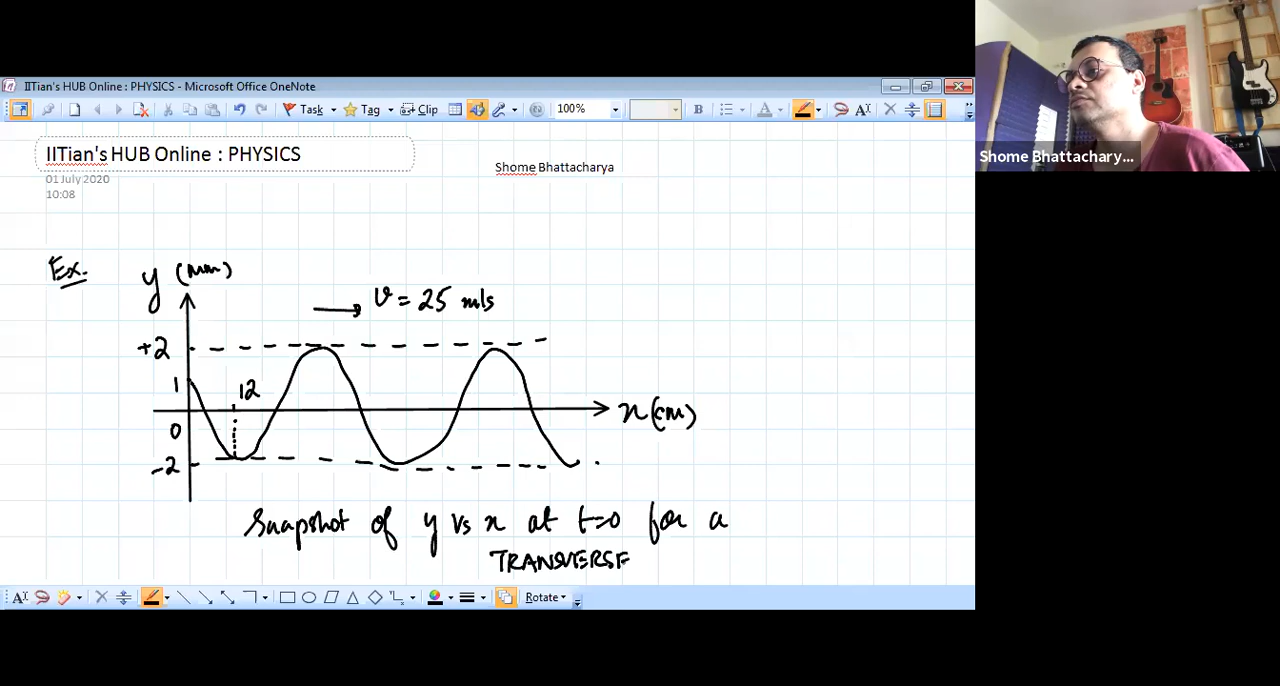 IITian's HUB Online : PHYSICS - Microsoft Office OneNote
Task Tag Clip 100% B A
IITian's HUB Online : PHYSICS
Shome Bhattacharya
01 July 2020
10:08
Shome Bhattachary...
Ex.
y (mm)
v = 25 m/s
+2
1
12
0
x (cm)
-2
Snapshot of y vs x at t=0 for a
TRANSVERSE
Rotate